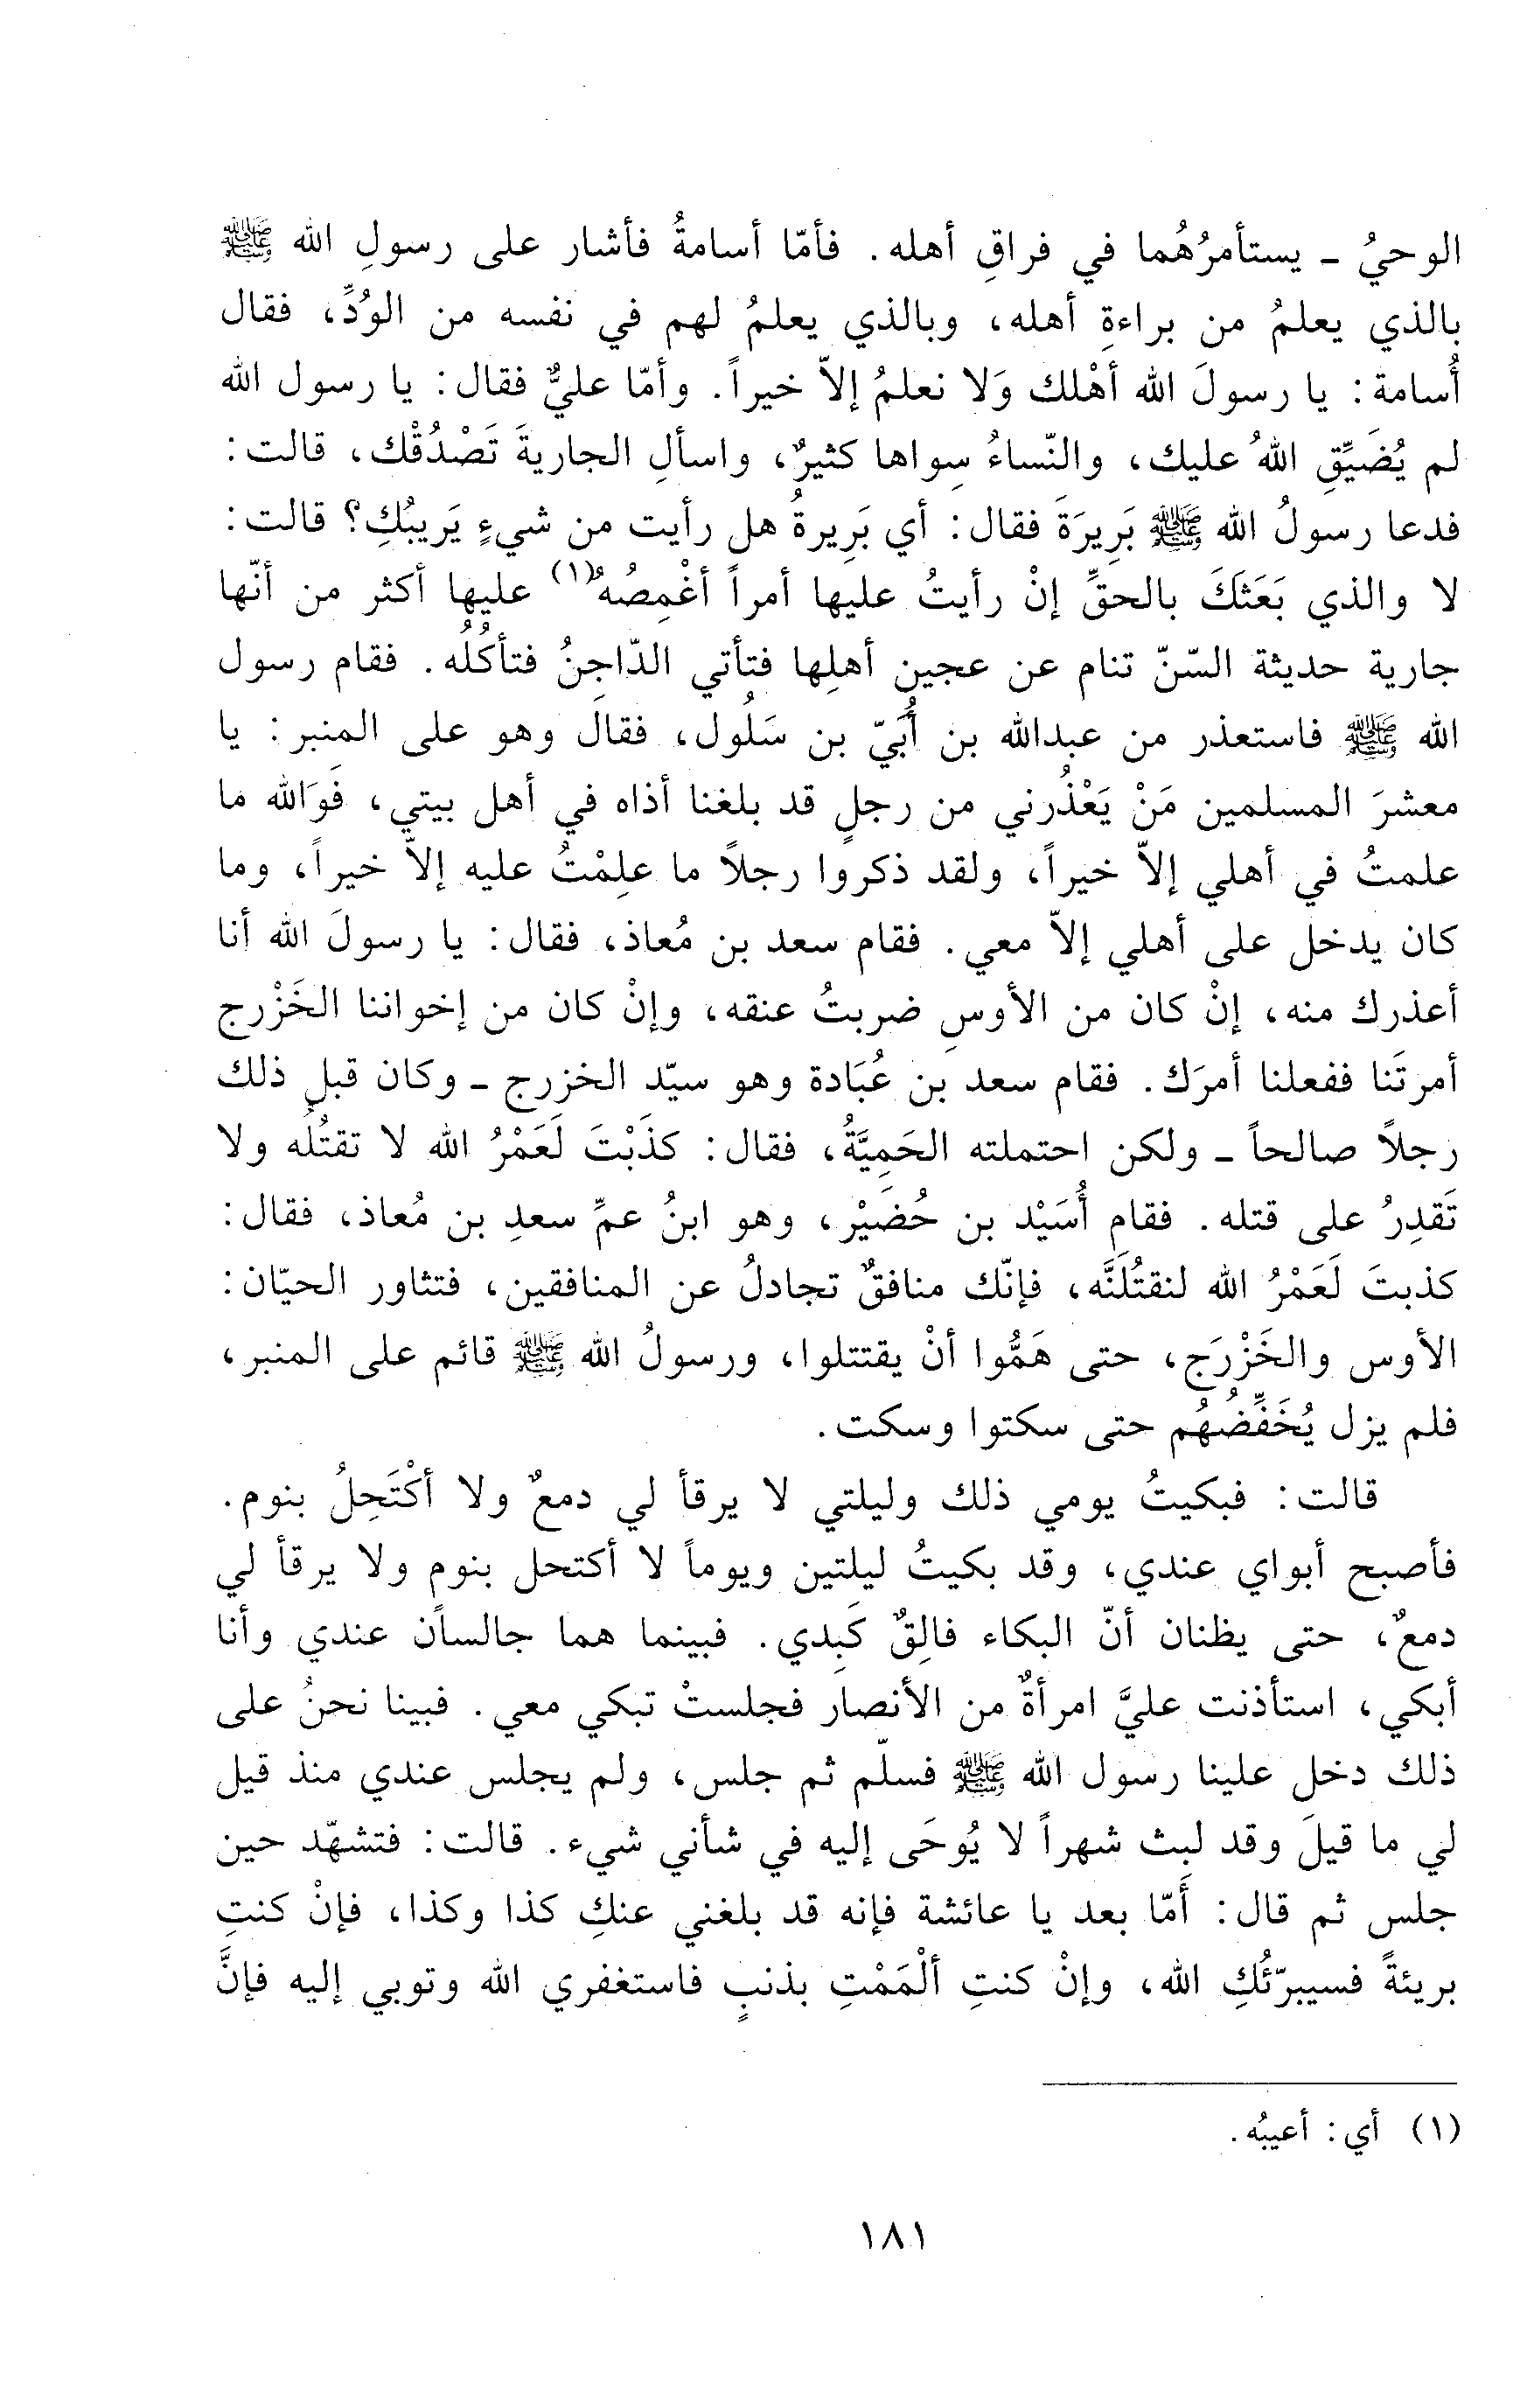 الوحيُ ـ يستأمرُهُما في فراقِ أهله. فأمّا أسامةُ فأشار على رسولِ الله ﷺ
بالذي يعلمُ من براءةِ أهله، وبالذي يعلمُ لهم في نفسه من الوُدِّ، فقال
أُسامة: يا رسولَ الله أهْلك وَلا نعلمُ إلاّ خيراً. وأمّا عليٌّ فقال: يا رسول الله
لم يُضَيِّقِ اللهُ عليك، والنّساءُ سِواها كثيرٌ، واسألِ الجاريةَ تَصْدُقْك، قالت:
فدعا رسولُ الله ﷺ بَرِيرَةَ فقال: أي بَرِيرةُ هل رأيت من شيءٍ يَريبُكِ؟ قالت:
لا والذي بَعَثَكَ بالحقِّ إنْ رأيتُ عليها أمراً أغْمِصُه(١) عليها أكثر من أنّها
جارية حديثة السّنّ تنام عن عجينِ أهلِها فتأتي الدّاجِنُ فتأكُلُه. فقام رسول
الله ﷺ فاستعذر من عبدالله بن أُبَيّ بن سَلُول، فقال وهو على المِنبر: يا
معشرَ المسلمين مَنْ يَعْذُرني من رجلٍ قد بلغنا أذاه في أهل بيتي، فَوَالله ما
علمتُ في أهلي إلاّ خيراً، ولقد ذكروا رجلاً ما علِمْتُ عليه إلاّ خيراً، وما
كان يدخل على أهلي إلاّ معي. فقام سعد بن مُعاذ، فقال: يا رسولَ الله أنا
أعذرك منه، إنْ كان من الأوسِ ضربتُ عنقه، وإنْ كان من إخواننا الخَزْرج
أمرتَنا ففعلنا أمرَك. فقام سعد بن عُبَادة وهو سيّد الخزرج ـ وكان قبل ذلك
رجلاً صالحاً ـ ولكن احتملته الحَمِيَّةُ، فقال: كذَبْتَ لَعَمْرُ الله لا تقتُلُه ولا
تَقدِرُ على قتله. فقام أُسَيْد بن حُضَيْر، وهو ابنُ عمِّ سعدِ بن مُعاذ، فقال:
كذبتَ لَعَمْرُ الله لنقتُلَنَّه، فإنّك منافقٌ تجادلُ عن المنافقين، فتثاور الحيّان:
الأوس والخَزْرَج، حتى هَمُّوا أنْ يقتتلوا، ورسولُ الله ﷺ قائم على المنبر،
فلم يزل يُخَفِّضُهُم حتى سكتوا وسكت.
قالت: فبكيتُ يومي ذلك وليلتي لا يرقأ لي دمعٌ ولا أكْتَحِلُ بنوم.
فأصبح أبواي عندي، وقد بكيتُ ليلتين ويوماً لا أكتحل بنوم ولا يرقأ لي
دمعٌ، حتى يظنان أنّ البكاء فالِقٌ كَبِدي. فبينما هما جالسان عندي وأنا
أبكي، استأذنت عليَّ امرأةٌ من الأنصار فجلستْ تبكي معي. فبينا نحنُ على
ذلك دخل علينا رسول الله ﷺ فسلّم ثم جلس، ولم يجلس عندي منذ قيل
لي ما قيلَ وقد لبث شهراً لا يُوحَى إليه في شأني شيء. قالت: فتشهّد حين
جلس ثم قال: أَمّا بعد يا عائشة فإنه قد بلغني عنكِ كذا وكذا، فإنْ كنتِ
بريئةً فسيبرّئُكِ الله، وإنْ كنتِ ألْمَمْتِ بذنبٍ فاستغفري الله وتوبي إليه فإنَّ
(١) أي: أعيبُه.
١٨١